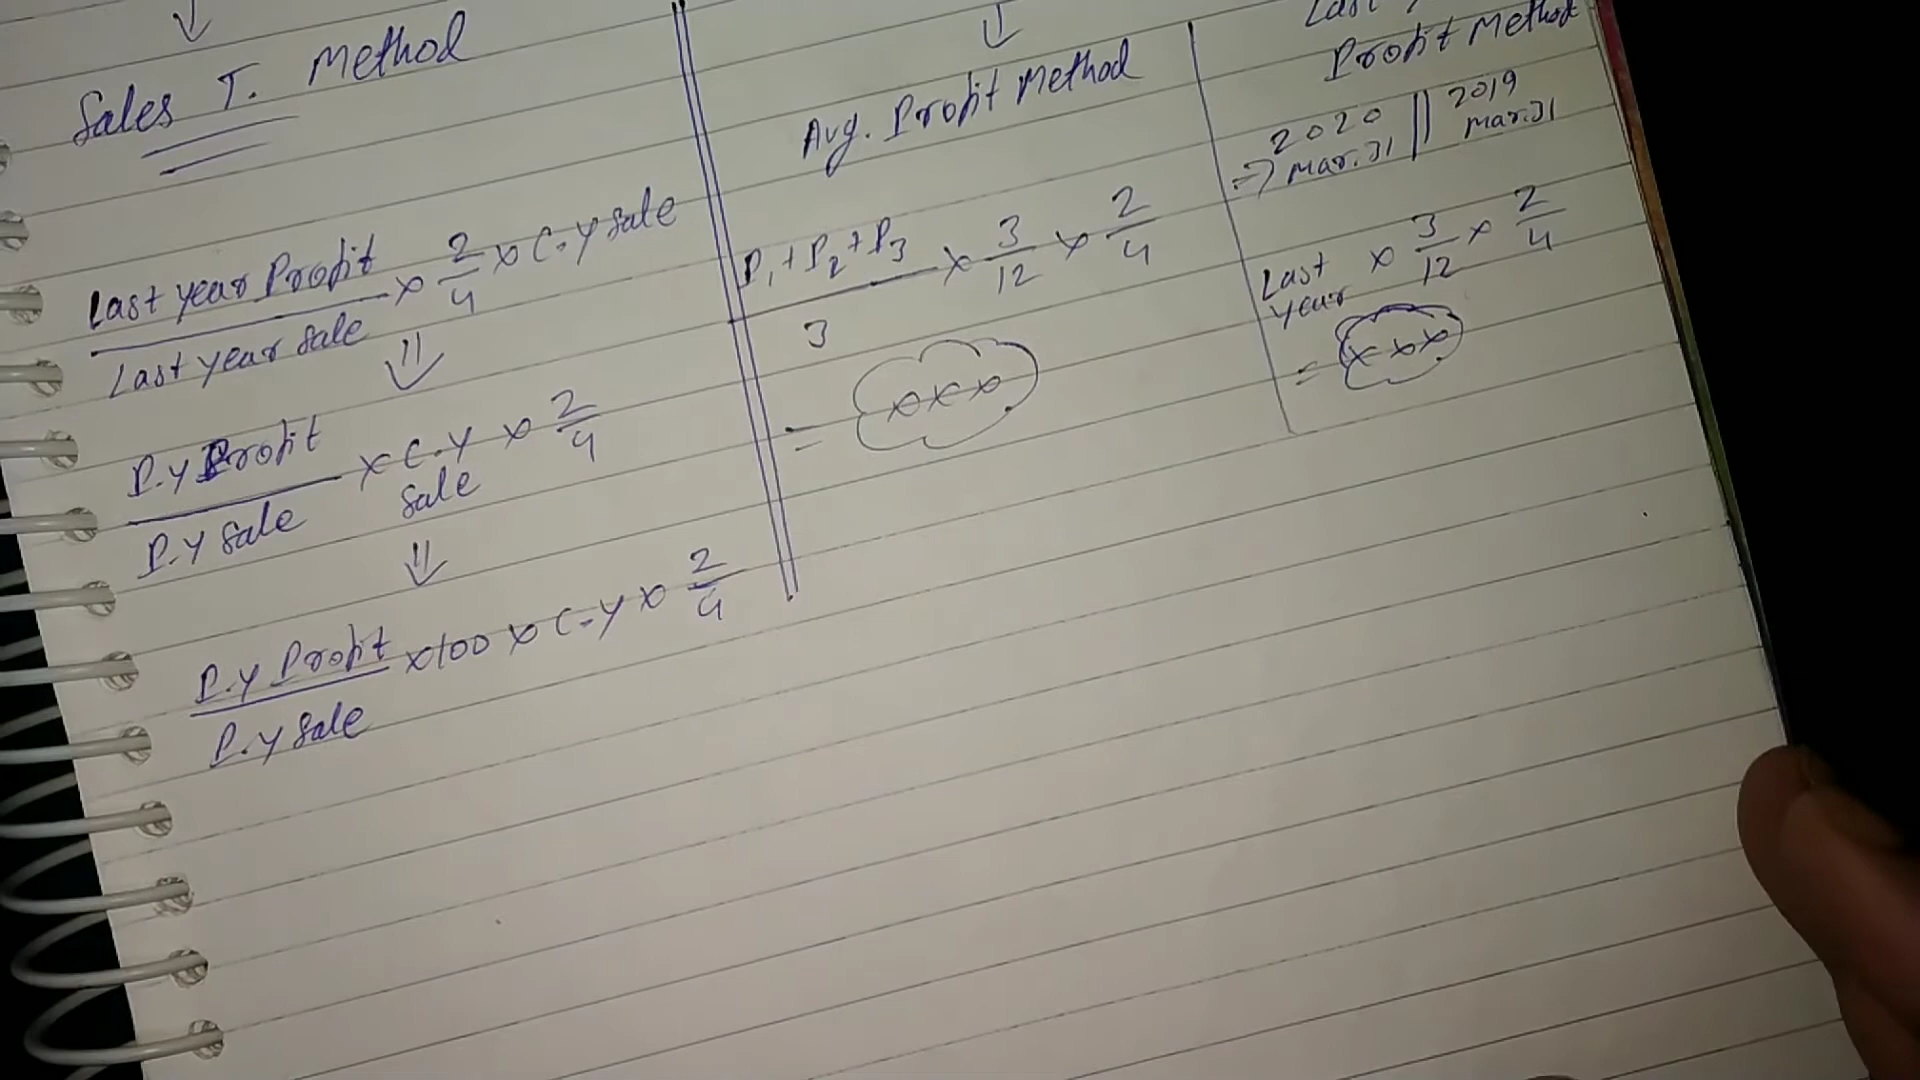 Sales T. Method
Last year Profit / Last year Sale × 2/4 × C.Y Sale
⇓
P.Y Profit / P.Y Sale × C.Y Sale × 2/4
⇓
P.Y Profit / P.Y Sale ×100 × C.Y × 2/4
Avg. Profit Method
P1+P2+P3 / 3 × 3/12 × 2/4
= ×××
Last
Profit Method
⇒ 2020 Mar.31 || 2019 Mar.31
Last year × 3/12 × 2/4
= ×××